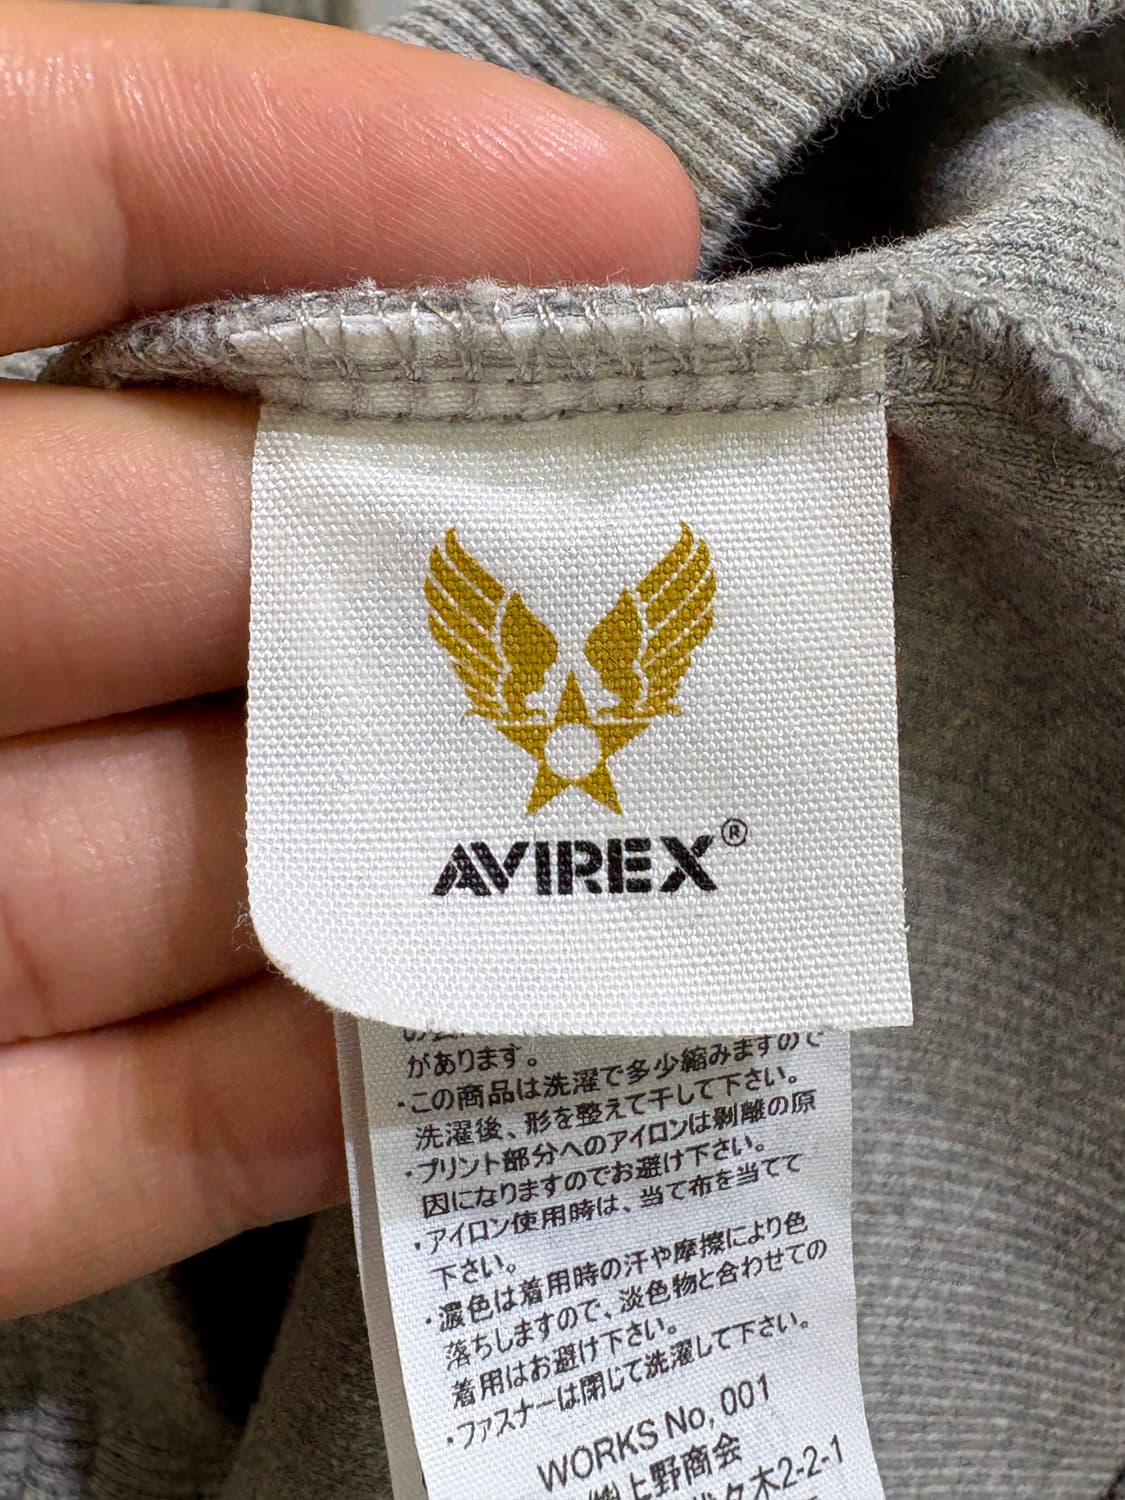 AVIREX®
があります。
・この商品は洗濯で多少縮みますので
洗濯後、形を整えて干して下さい。
・プリント部分へのアイロンは剥離の原
因になりますのでお避け下さい。
・アイロン使用時は、当て布を当てて
下さい。
・濃色は着用時の汗や摩擦により色
落ちしますので、淡色物と合わせての
着用はお避け下さい。
・ファスナーは閉じて洗濯して下さい。
WORKS No, 001
㈱上野商会
代々木2-2-1